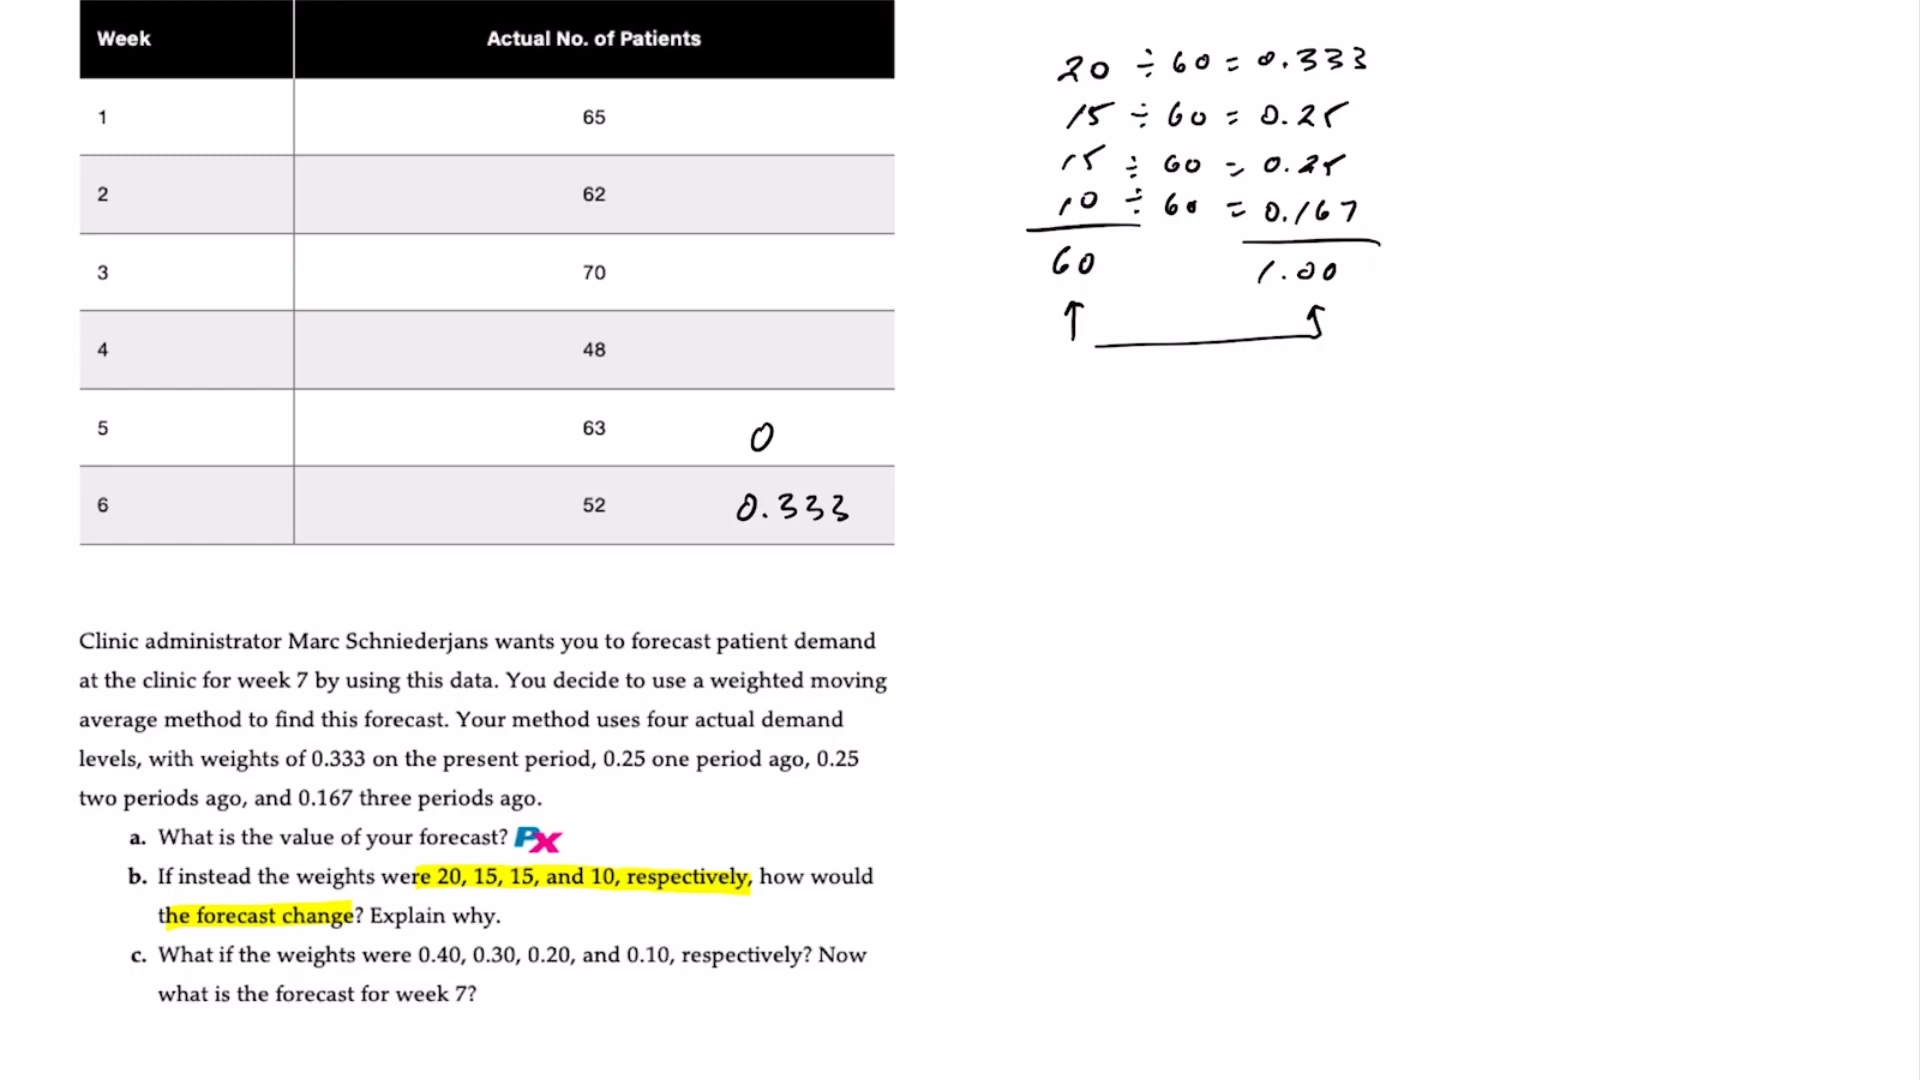 Week Actual No. of Patients
1 65
2 62
3 70
4 48
5 63 0
6 52 0.333
Clinic administrator Marc Schniederjans wants you to forecast patient demand
at the clinic for week 7 by using this data. You decide to use a weighted moving
average method to find this forecast. Your method uses four actual demand
levels, with weights of 0.333 on the present period, 0.25 one period ago, 0.25
two periods ago, and 0.167 three periods ago.
a. What is the value of your forecast? PX
b. If instead the weights were 20, 15, 15, and 10, respectively, how would
the forecast change? Explain why.
c. What if the weights were 0.40, 0.30, 0.20, and 0.10, respectively? Now
what is the forecast for week 7?
20 ÷ 60 = 0.333
15 ÷ 60 = 0.25
15 ÷ 60 = 0.25
10 ÷ 60 = 0.167
60 1.00